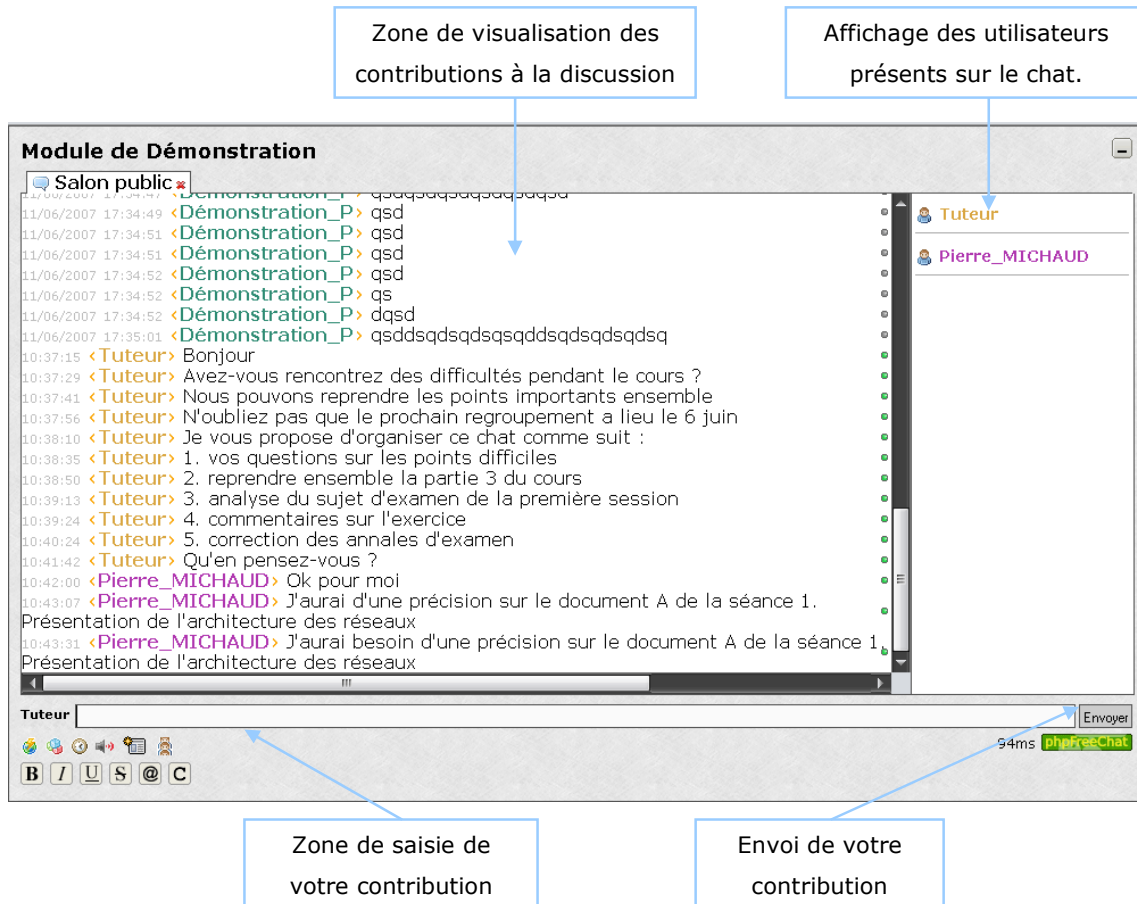 Zone de visualisation des
contributions à la discussion
Affichage des utilisateurs
présents sur le chat.
Module de Démonstration
Salon public
11/06/2007 17:34:47 <Démonstration_P>
11/06/2007 17:34:49 <Démonstration_P> qsd
11/06/2007 17:34:51 <Démonstration_P> qsd
11/06/2007 17:34:51 <Démonstration_P> qsd
11/06/2007 17:34:52 <Démonstration_P> qsd
11/06/2007 17:34:52 <Démonstration_P> qs
11/06/2007 17:34:52 <Démonstration_P> dqsd
11/06/2007 17:35:01 <Démonstration_P> qsddsqdsqdsqsqddsqdsqdsqdsq
10:37:15 <Tuteur> Bonjour
10:37:29 <Tuteur> Avez-vous rencontrez des difficultés pendant le cours ?
10:37:41 <Tuteur> Nous pouvons reprendre les points importants ensemble
10:37:56 <Tuteur> N'oubliez pas que le prochain regroupement a lieu le 6 juin
10:38:10 <Tuteur> Je vous propose d'organiser ce chat comme suit :
10:38:35 <Tuteur> 1. vos questions sur les points difficiles
10:38:50 <Tuteur> 2. reprendre ensemble la partie 3 du cours
10:39:13 <Tuteur> 3. analyse du sujet d'examen de la première session
10:39:24 <Tuteur> 4. commentaires sur l'exercice
10:40:24 <Tuteur> 5. correction des annales d'examen
10:41:42 <Tuteur> Qu'en pensez-vous ?
10:42:00 <Pierre_MICHAUD> Ok pour moi
10:43:07 <Pierre_MICHAUD> J'aurai d'une précision sur le document A de la séance 1.
Présentation de l'architecture des réseaux
10:43:31 <Pierre_MICHAUD> J'aurai besoin d'une précision sur le document A de la séance 1.
Présentation de l'architecture des réseaux
Tuteur
Pierre_MICHAUD
Tuteur
Envoyer
94ms phpFreeChat
B I U S @ C
Zone de saisie de
votre contribution
Envoi de votre
contribution